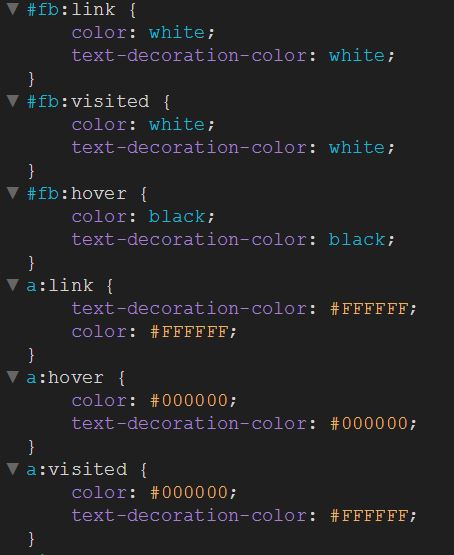 #fb:link {
color: white;
text-decoration-color: white;
}
#fb:visited {
color: white;
text-decoration-color: white;
}
#fb:hover {
color: black;
text-decoration-color: black;
}
a:link {
text-decoration-color: #FFFFFF;
color: #FFFFFF;
}
a:hover {
color: #000000;
text-decoration-color: #000000;
}
a:visited {
color: #000000;
text-decoration-color: #FFFFFF;
}